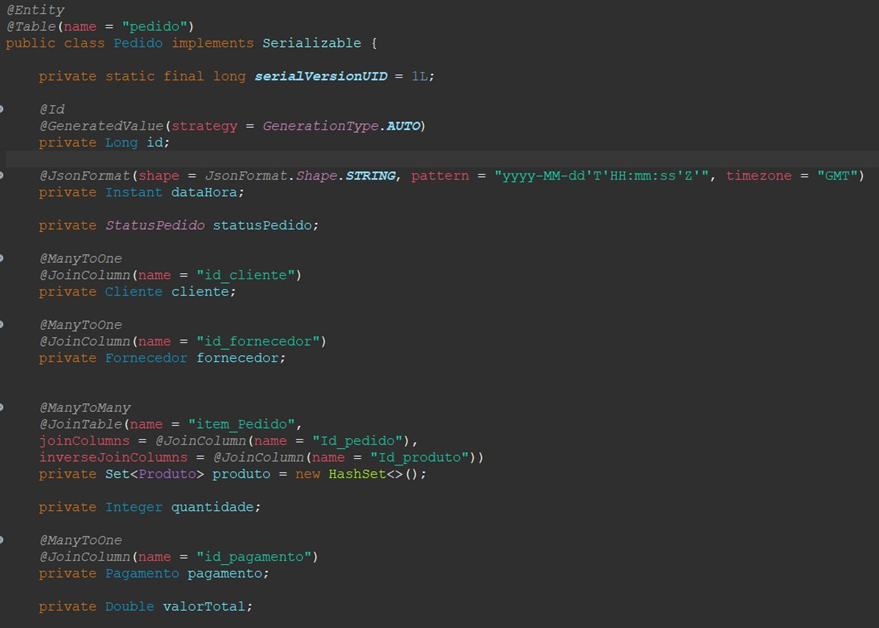 @Entity
@Table(name = "pedido")
public class Pedido implements Serializable {
private static final long serialVersionUID = 1L;
@Id
@GeneratedValue(strategy = GenerationType.AUTO)
private Long id;
@JsonFormat(shape = JsonFormat.Shape.STRING, pattern = "yyyy-MM-dd'T'HH:mm:ss'Z'", timezone = "GMT")
private Instant dataHora;
private StatusPedido statusPedido;
@ManyToOne
@JoinColumn(name = "id_cliente")
private Cliente cliente;
@ManyToOne
@JoinColumn(name = "id_fornecedor")
private Fornecedor fornecedor;
@ManyToMany
@JoinTable(name = "item_Pedido",
joinColumns = @JoinColumn(name = "Id_pedido"),
inverseJoinColumns = @JoinColumn(name = "Id_produto"))
private Set<Produto> produto = new HashSet<>();
private Integer quantidade;
@ManyToOne
@JoinColumn(name = "id_pagamento")
private Pagamento pagamento;
private Double valorTotal;